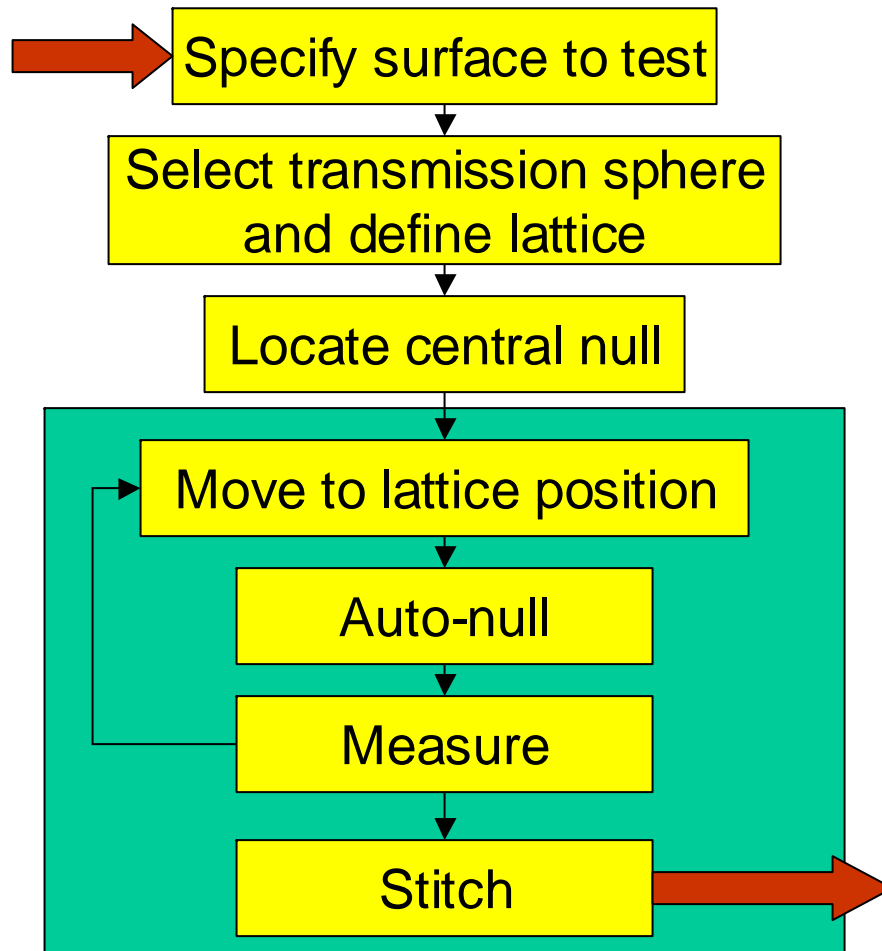 Specify surface to test
Select transmission sphere
and define lattice
Locate central null
Move to lattice position
Auto-null
Measure
Stitch